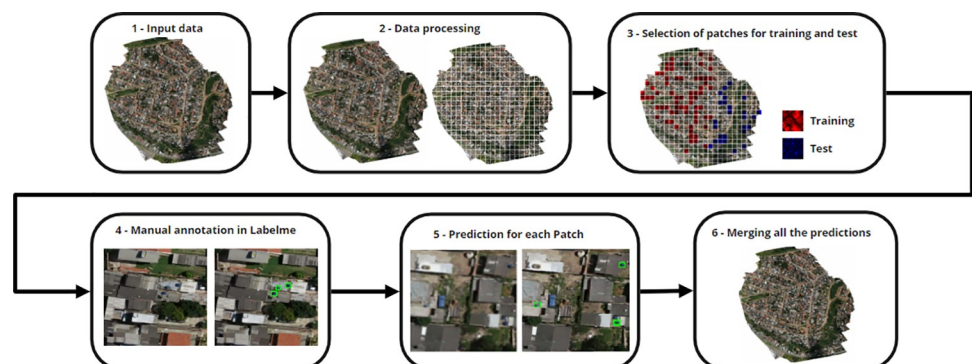 1 - Input data
2 - Data processing
3 - Selection of patches for training and test
Training
Test
4 - Manual annotation in Labelme
5 - Prediction for each Patch
6 - Merging all the predictions